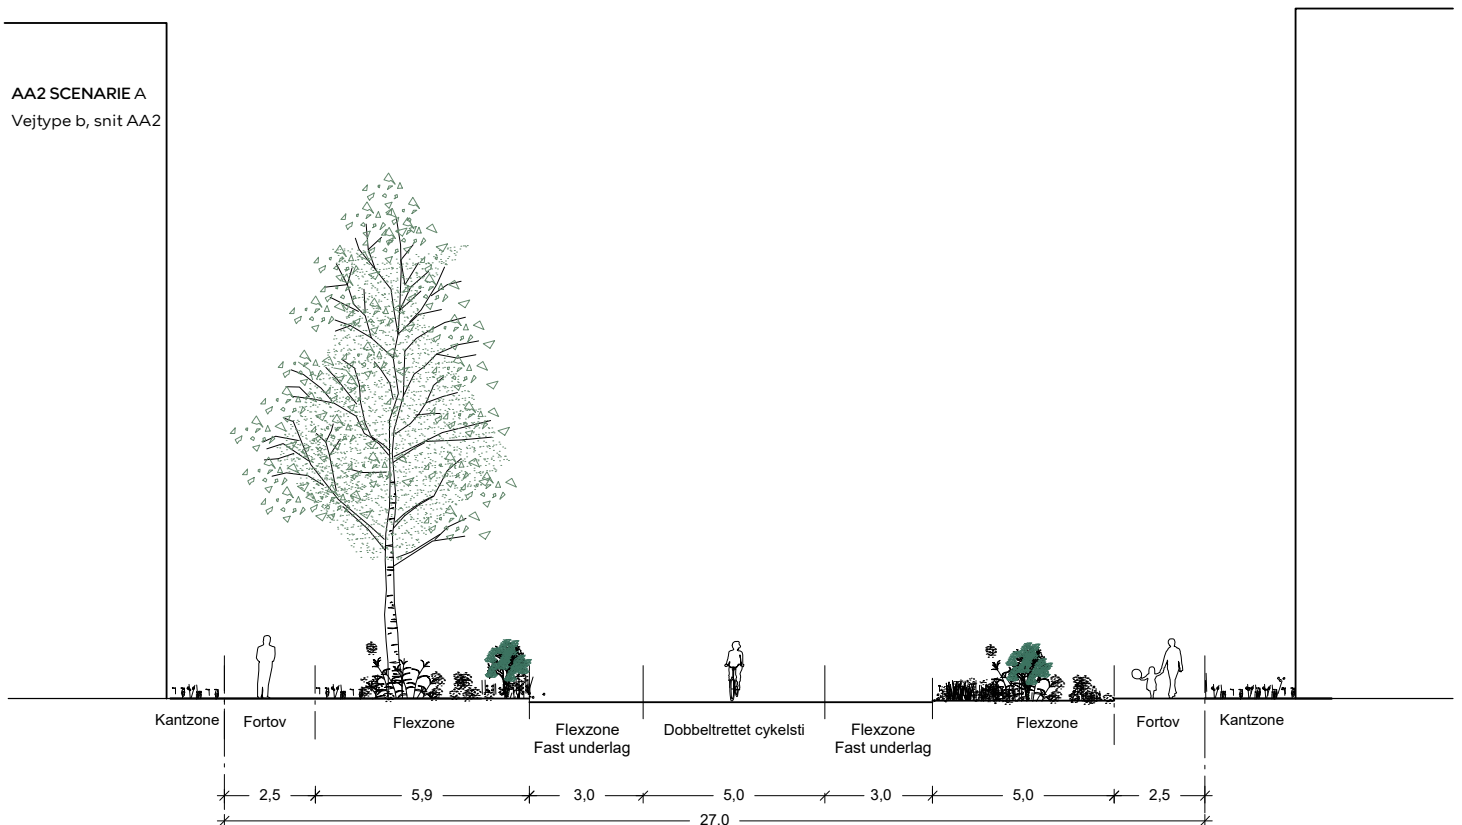 AA2 SCENARIE A
Vejtype b, snit AA2
Kantzone
Fortov
Flexzone
Flexzone
Fast underlag
Dobbeltrettet cykelsti
Flexzone
Fast underlag
Flexzone
Fortov
Kantzone
2,5
5,9
3,0
5,0
3,0
5,0
2,5
27,0